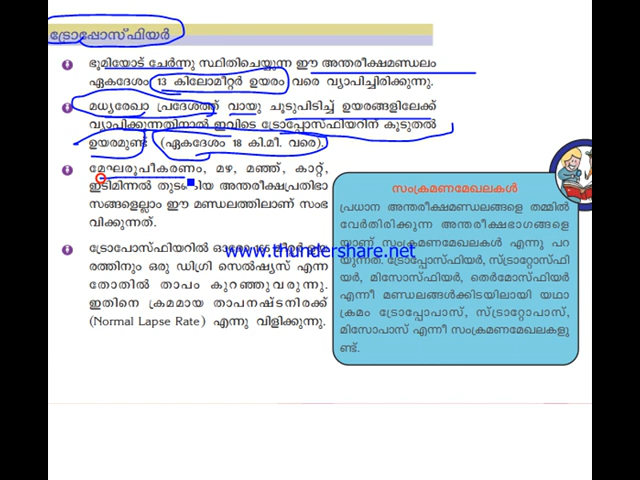 ട്രോപ്പോസ്ഫിയർ
ഭൂമിയോട് ചേർന്നു സ്ഥിതിചെയ്യുന്ന ഈ അന്തരീക്ഷമണ്ഡലം
ഏകദേശം 13 കിലോമീറ്റർ ഉയരം വരെ വ്യാപിച്ചിരിക്കുന്നു.
മധ്യരേഖാ പ്രദേശത്ത് വായു ചൂടുപിടിച്ച് ഉയരങ്ങളിലേക്ക്
വ്യാപിക്കുന്നതിനാൽ ഇവിടെ ട്രോപ്പോസ്ഫിയറിന് കൂടുതൽ
ഉയരമുണ്ട് (ഏകദേശം 18 കി.മീ. വരെ).
മേഘരൂപീകരണം, മഴ, മഞ്ഞ്, കാറ്റ്,
ഇടിമിന്നൽ അന്തരീക്ഷപ്രതിഭാ
സങ്ങളെല്ലാം ഈ മണ്ഡലത്തിലാണ് സംഭ
വിക്കുന്നത്.
ട്രോപോസ്ഫിയറിൽ
രത്തിനും ഒരു ഡിഗ്രി സെൽഷ്യസ് എന്ന
തോതിൽ താപം കുറഞ്ഞുവരുന്നു.
ഇതിനെ ക്രമമായ താപനഷ്ടനിരക്ക്
(Normal Lapse Rate) എന്നു വിളിക്കുന്നു.
www.thundershare.net
സംക്രമണമേഖലകൾ
പ്രധാന അന്തരീക്ഷമണ്ഡലങ്ങളെ തമ്മിൽ
വേർതിരിക്കുന്ന അന്തരീക്ഷഭാഗങ്ങളെ
യാണ് സംക്രമണമേഖലകൾ എന്നു പറ
യുന്നത്. ട്രോപ്പോസ്ഫിയർ, സ്ട്രാറ്റോസ്ഫി
യർ, മിസോസ്ഫിയർ, തെർമോസ്ഫിയർ
എന്നീ മണ്ഡലങ്ങൾക്കിടയിലായി യഥാ
ക്രമം ട്രോപ്പോപാസ്, സ്ട്രാറ്റോപാസ്,
മിസോപാസ് എന്നീ സംക്രമണമേഖലകളു
ണ്ട്.